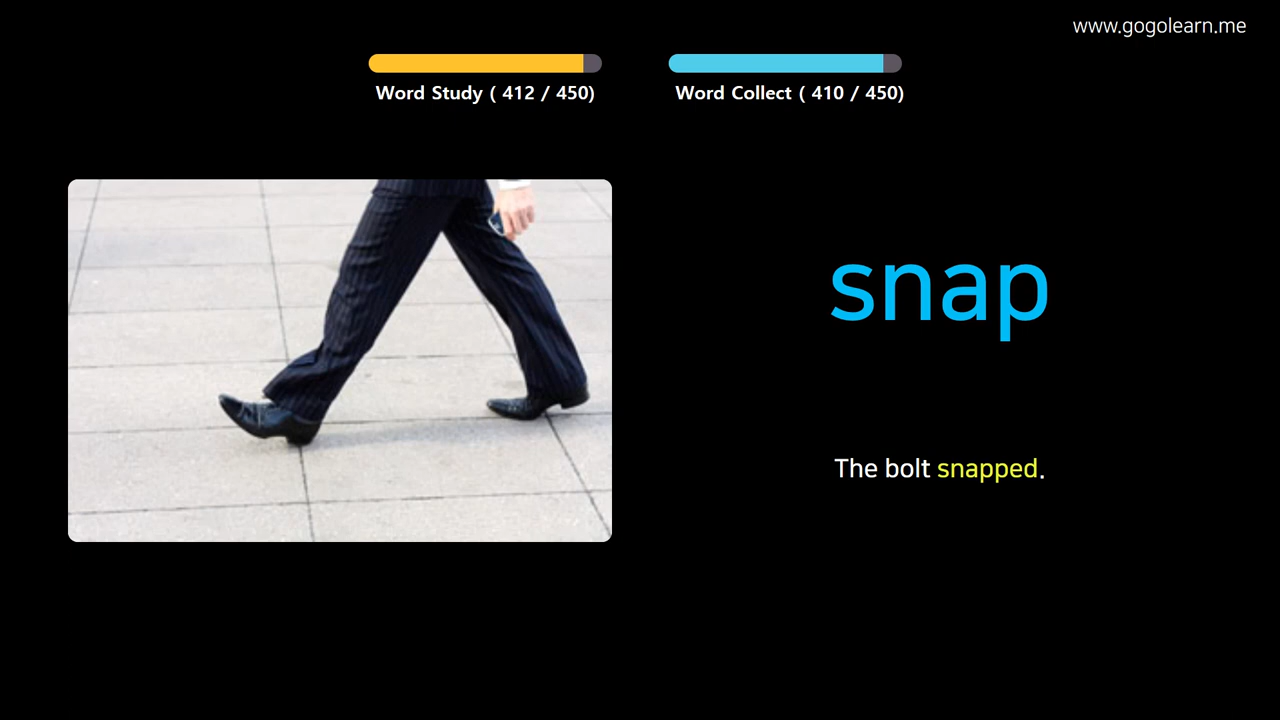 www.gogolearn.me
Word Study ( 412 / 450)
Word Collect ( 410 / 450)
snap
The bolt snapped.